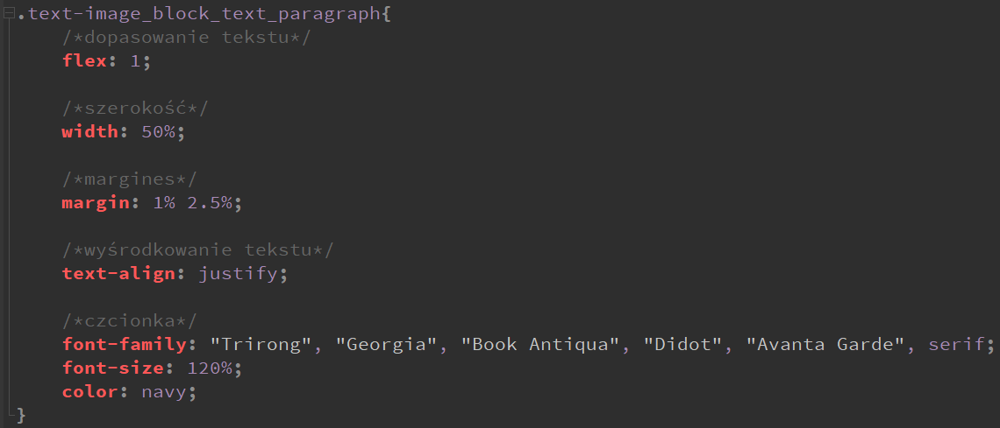 .text-image_block_text_paragraph{
/*dopasowanie tekstu*/
flex: 1;
/*szerokość*/
width: 50%;
/*margines*/
margin: 1% 2.5%;
/*wyśrodkowanie tekstu*/
text-align: justify;
/*czcionka*/
font-family: "Trirong", "Georgia", "Book Antiqua", "Didot", "Avanta Garde", serif;
font-size: 120%;
color: navy;
}